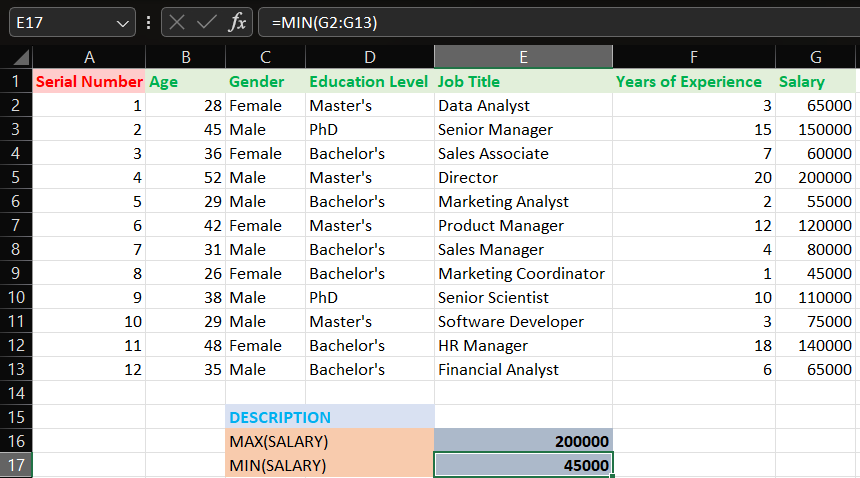 E17 fx =MIN(G2:G13)
A B C D E F G
1 Serial Number Age Gender Education Level Job Title Years of Experience Salary
2 1 28 Female Master's Data Analyst 3 65000
3 2 45 Male PhD Senior Manager 15 150000
4 3 36 Female Bachelor's Sales Associate 7 60000
5 4 52 Male Master's Director 20 200000
6 5 29 Male Bachelor's Marketing Analyst 2 55000
7 6 42 Female Master's Product Manager 12 120000
8 7 31 Male Bachelor's Sales Manager 4 80000
9 8 26 Female Bachelor's Marketing Coordinator 1 45000
10 9 38 Male PhD Senior Scientist 10 110000
11 10 29 Male Master's Software Developer 3 75000
12 11 48 Female Bachelor's HR Manager 18 140000
13 12 35 Male Bachelor's Financial Analyst 6 65000
14
15 DESCRIPTION
16 MAX(SALARY) 200000
17 MIN(SALARY) 45000